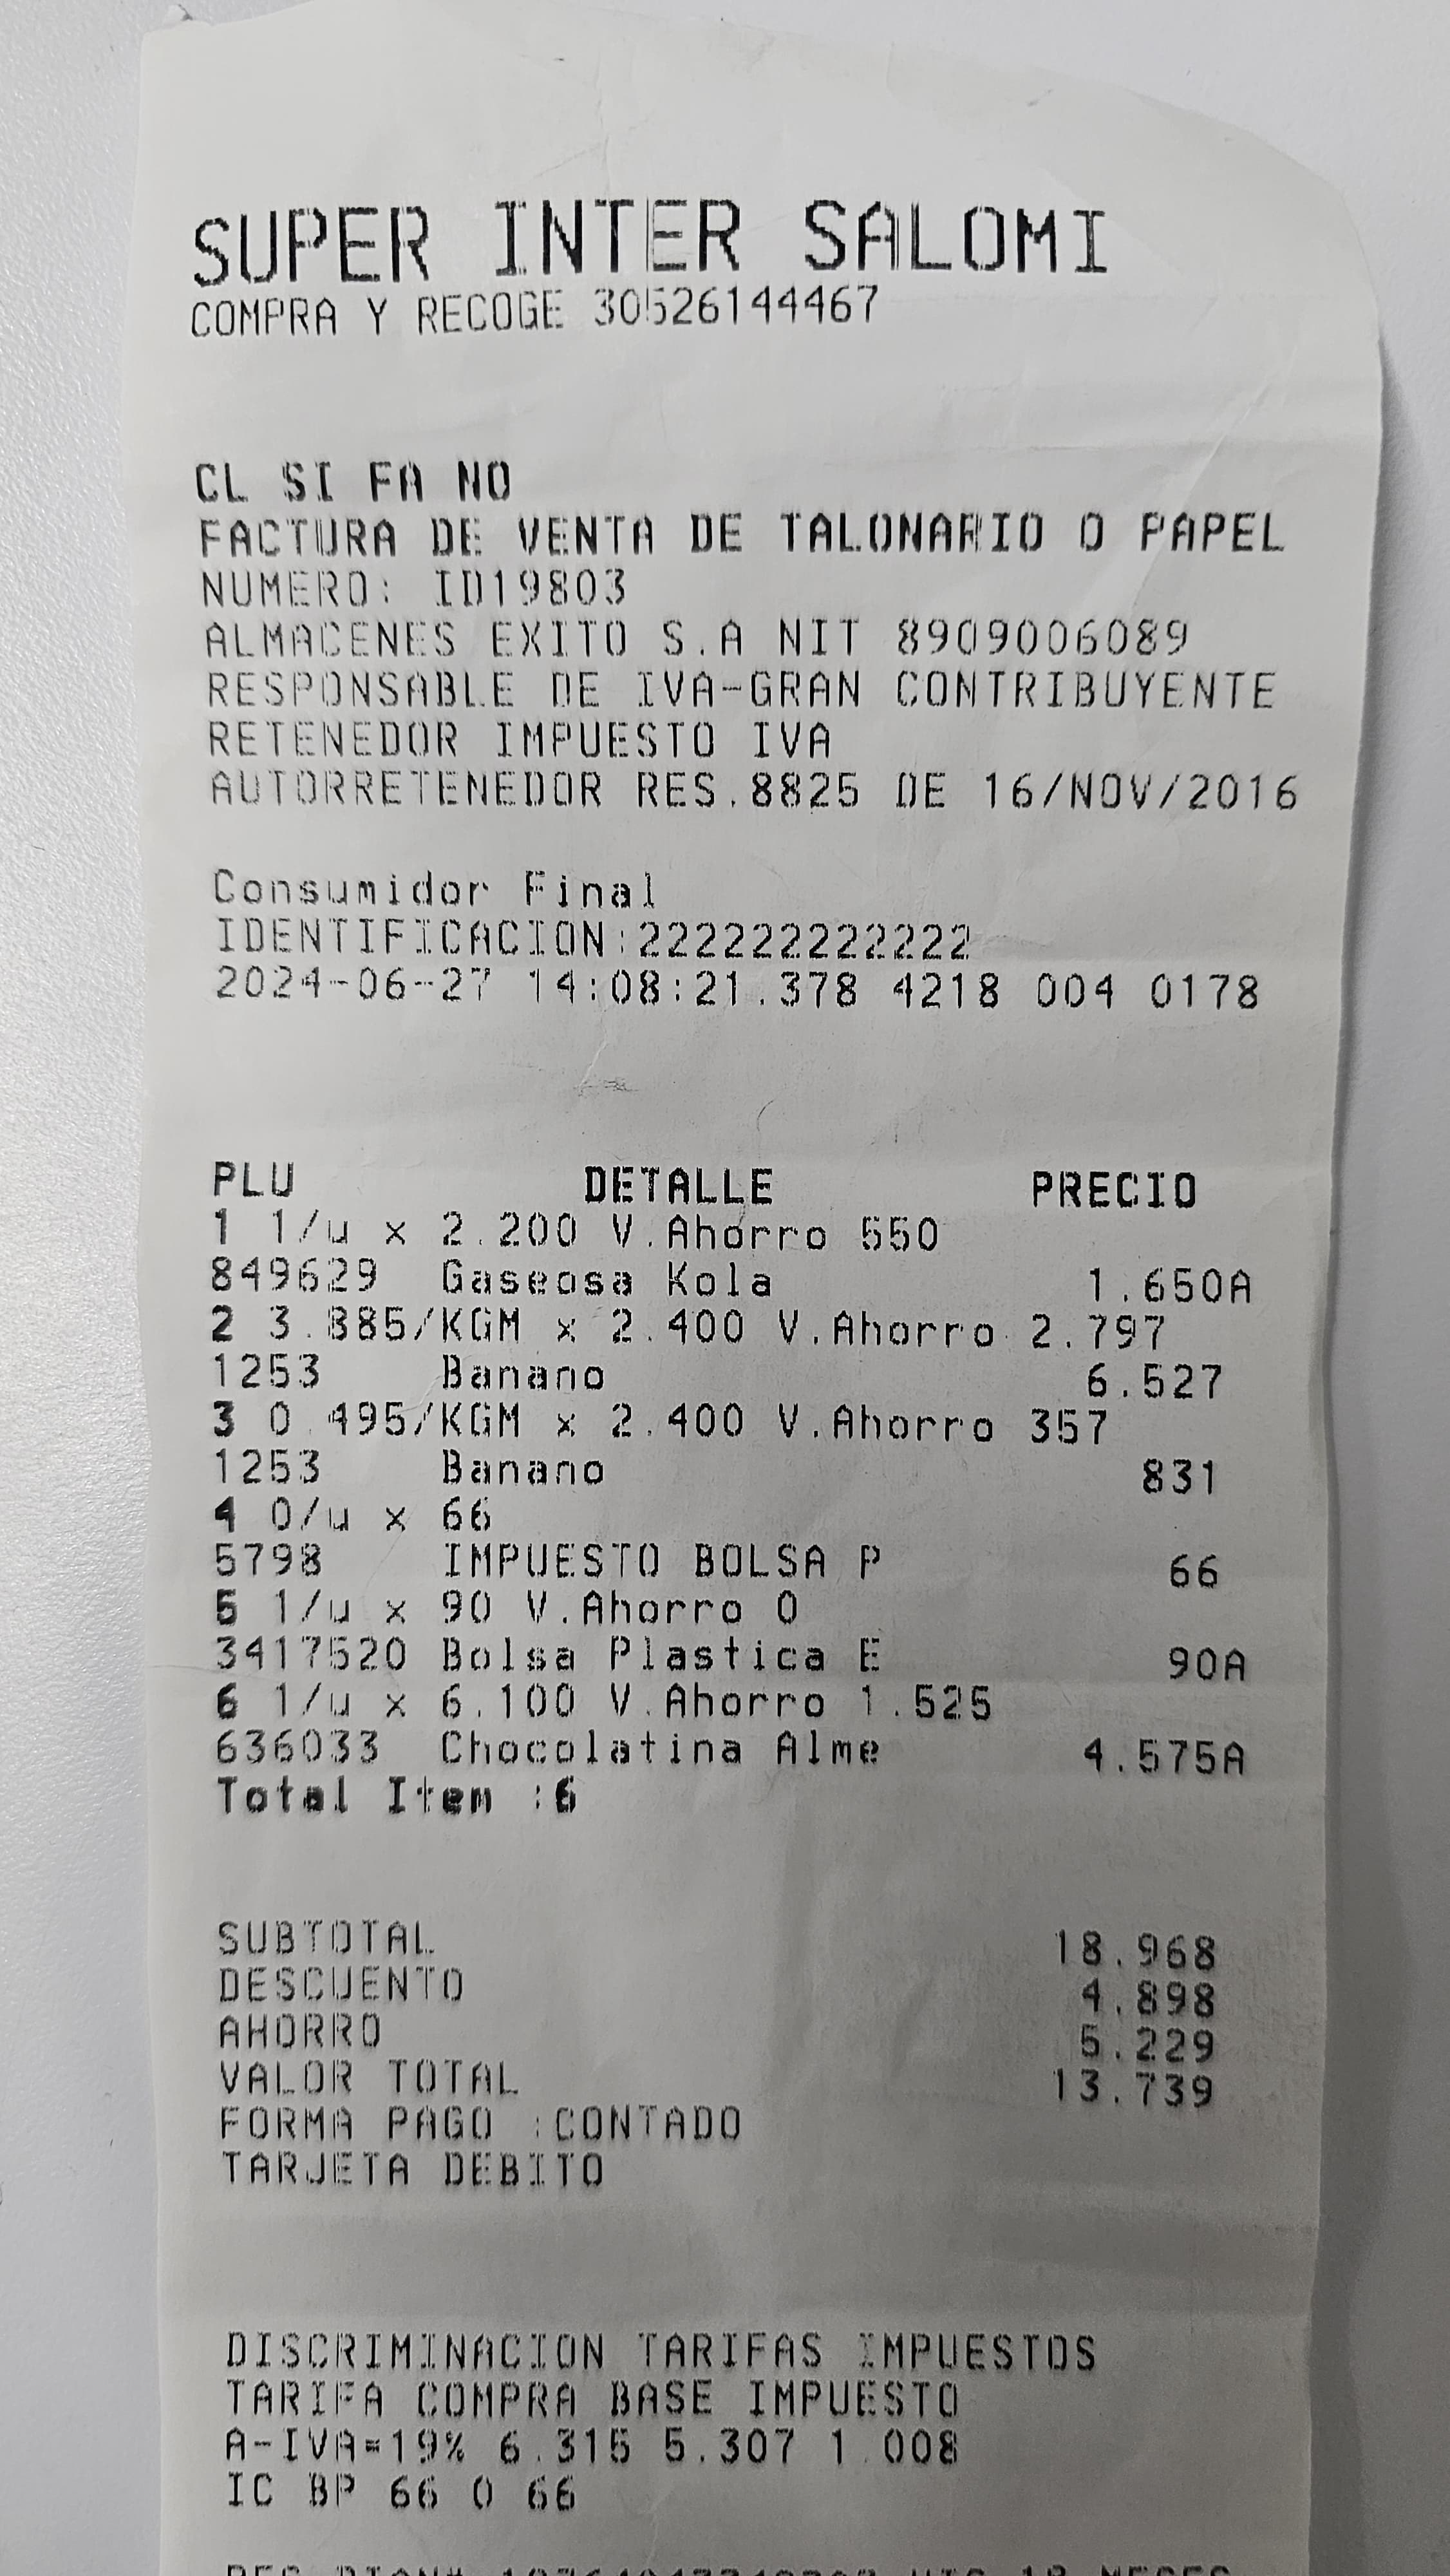 SUPER INTER SALOMI
COMPRA Y RECOGE 30526144467
CL SI FA NO
FACTURA DE VENTA DE TALONARIO O PAPEL
NUMERO: ID19803
ALMACENES EXITO S.A NIT 8909006089
RESPONSABLE DE IVA-GRAN CONTRIBUYENTE
RETENEDOR IMPUESTO IVA
AUTORRETENEDOR RES.8825 DE 16/NOV/2016
Consumidor Final
IDENTIFICACION:222222222222
2024-06-27 14:08:21.378 4218 004 0178
PLU DETALLE PRECIO
1 1/u x 2.200 V.Ahorro 550
849629 Gaseosa Kola 1.650A
2 3.885/KGM x 2.400 V.Ahorro 2.797
1253 Banano 6.527
3 0.495/KGM x 2.400 V.Ahorro 357
1253 Banano 831
4 0/u x 66
5798 IMPUESTO BOLSA P 66
5 1/u x 90 V.Ahorro 0
3417520 Bolsa Plastica E 90A
6 1/u x 6.100 V.Ahorro 1.525
636033 Chocolatina Alme 4.575A
Total Item :6
SUBTOTAL 18.968
DESCUENTO 4.898
AHORRO 5.229
VALOR TOTAL 13.739
FORMA PAGO :CONTADO
TARJETA DEBITO
DISCRIMINACION TARIFAS IMPUESTOS
TARIFA COMPRA BASE IMPUESTO
A-IVA=19% 6.315 5.307 1.008
IC BP 66 0 66